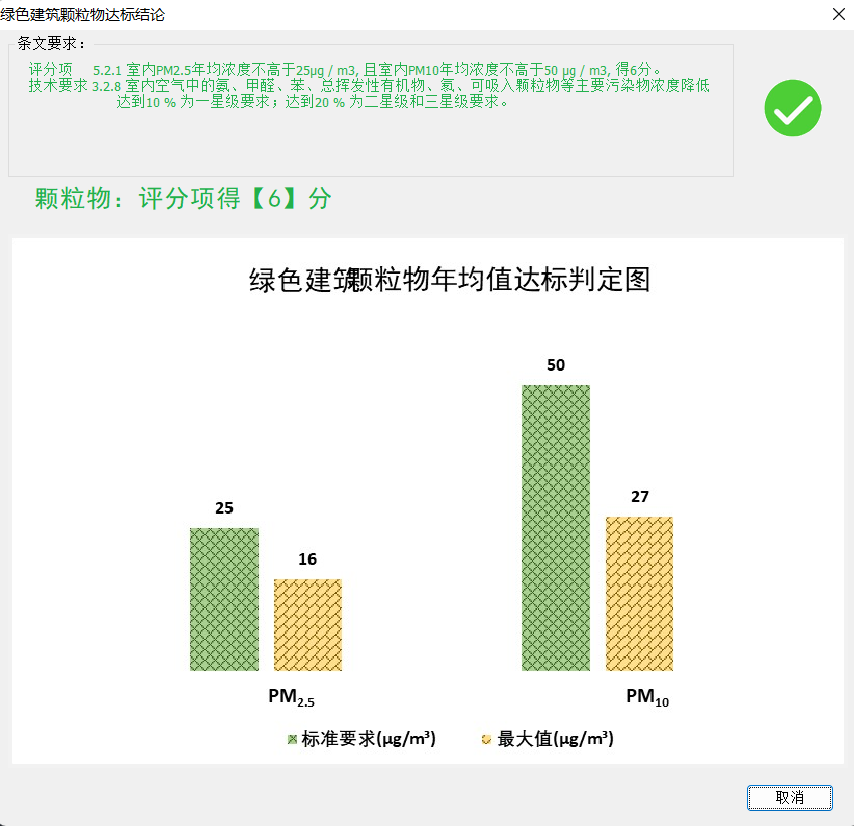 绿色建筑颗粒物达标结论
条文要求：
评分项 5.2.1 室内PM2.5年均浓度不高于25μg / m3, 且室内PM10年均浓度不高于50 μg / m3, 得6分。
技术要求 3.2.8 室内空气中的氨、甲醛、苯、总挥发性有机物、氡、可吸入颗粒物等主要污染物浓度降低
达到10 % 为一星级要求；达到20 % 为二星级和三星级要求。
颗粒物：评分项得【6】分
绿色建筑颗粒物年均值达标判定图
50
27
25
16
PM2.5 PM10
标准要求(μg/m³) 最大值(μg/m³)
取消